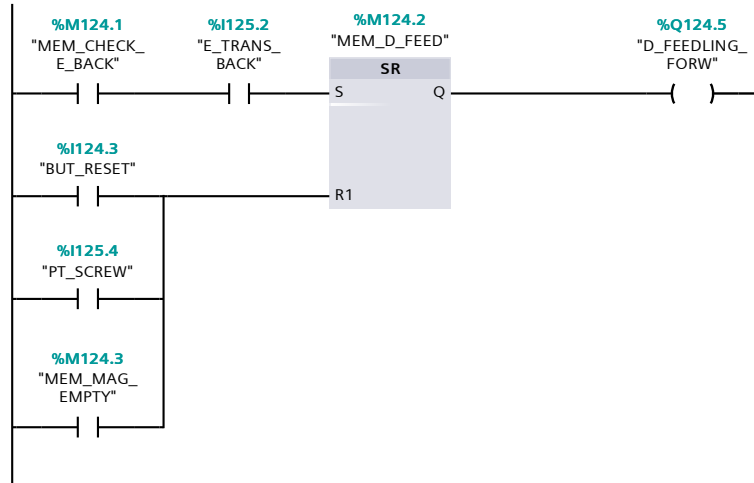 %M124.1
"MEM_CHECK_
E_BACK"
%I125.2
"E_TRANS_
BACK"
%M124.2
"MEM_D_FEED"
SR
S
Q
R1
%Q124.5
"D_FEEDLING_
FORW"
%I124.3
"BUT_RESET"
%I125.4
"PT_SCREW"
%M124.3
"MEM_MAG_
EMPTY"